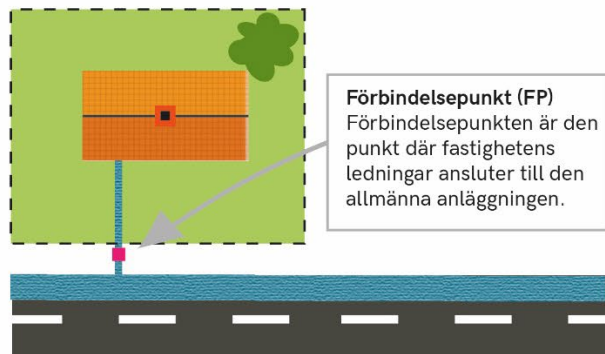 Förbindelsepunkt (FP)
Förbindelsepunkten är den
punkt där fastighetens
ledningar ansluter till den
allmänna anläggningen.